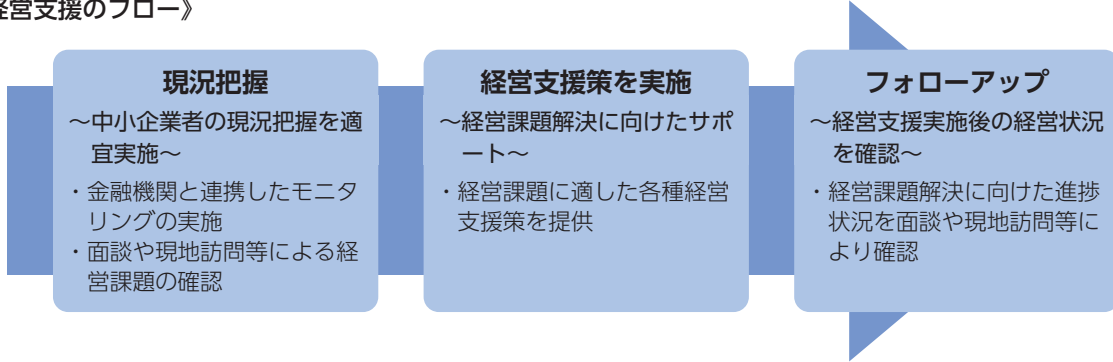 経営支援のフロー》
現況把握
～中小企業者の現況把握を適
宜実施～
・金融機関と連携したモニタ
リングの実施
・面談や現地訪問等による経
営課題の確認
経営支援策を実施
～経営課題解決に向けたサポ
ート～
・経営課題に適した各種経営
支援策を提供
フォローアップ
～経営支援実施後の経営状況
を確認～
・経営課題解決に向けた進捗
状況を面談や現地訪問等に
より確認